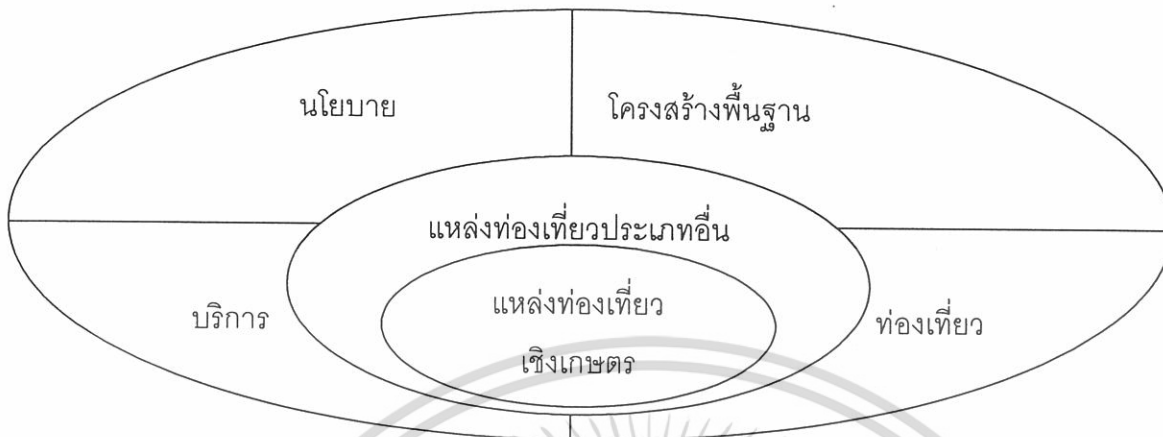 นโยบาย
โครงสร้างพื้นฐาน
แหล่งท่องเที่ยวประเภทอื่น
บริการ
แหล่งท่องเที่ยว
เชิงเกษตร
ท่องเที่ยว